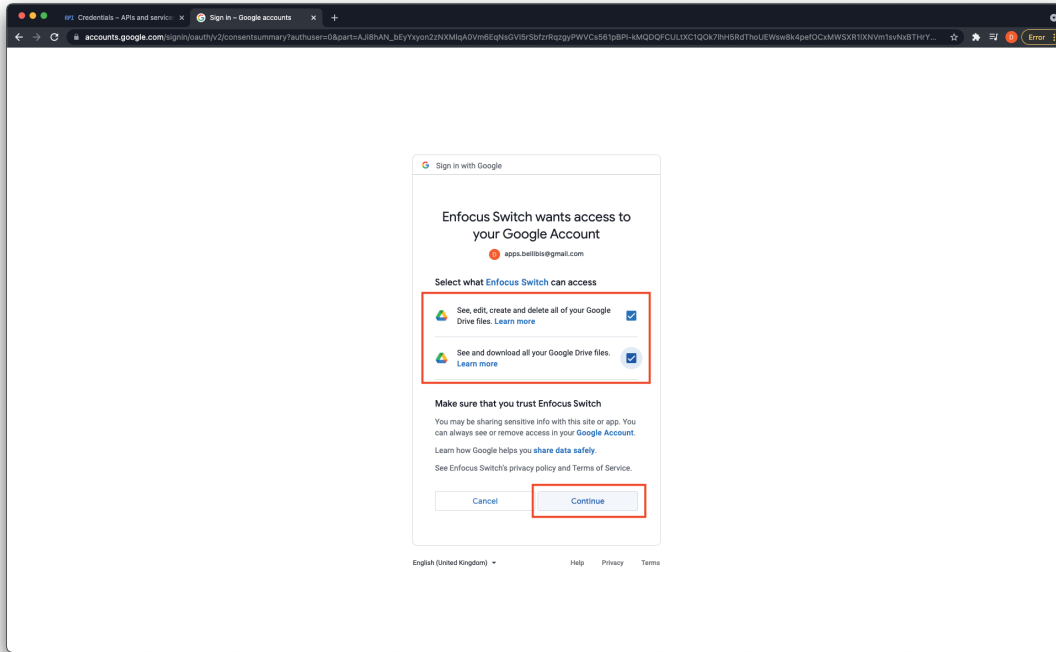 Credentials – APIs and service
Sign in – Google accounts
accounts.google.com/signin/oauth/v2/consentsummary?authuser=0&part=
Error
Sign in with Google
Enfocus Switch wants access to
your Google Account
D apps.bellibis@gmail.com
Select what Enfocus Switch can access
See, edit, create and delete all of your Google
Drive files. Learn more
See and download all your Google Drive files.
Learn more
Make sure that you trust Enfocus Switch
You may be sharing sensitive info with this site or app. You
can always see or remove access in your Google Account.
Learn how Google helps you share data safely.
See Enfocus Switch's privacy policy and Terms of Service.
Cancel
Continue
English (United Kingdom)
Help
Privacy
Terms